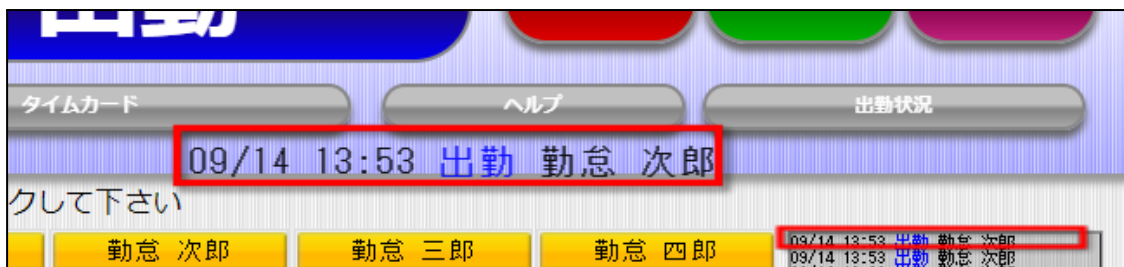 出勤
タイムカード ヘルプ 出勤状況
09/14 13:53 出勤 勤怠 次郎
クして下さい
勤怠 次郎 勤怠 三郎 勤怠 四郎
09/14 13:53 出勤 勤怠 次郎
09/14 13:53 出勤 勤怠 次郎